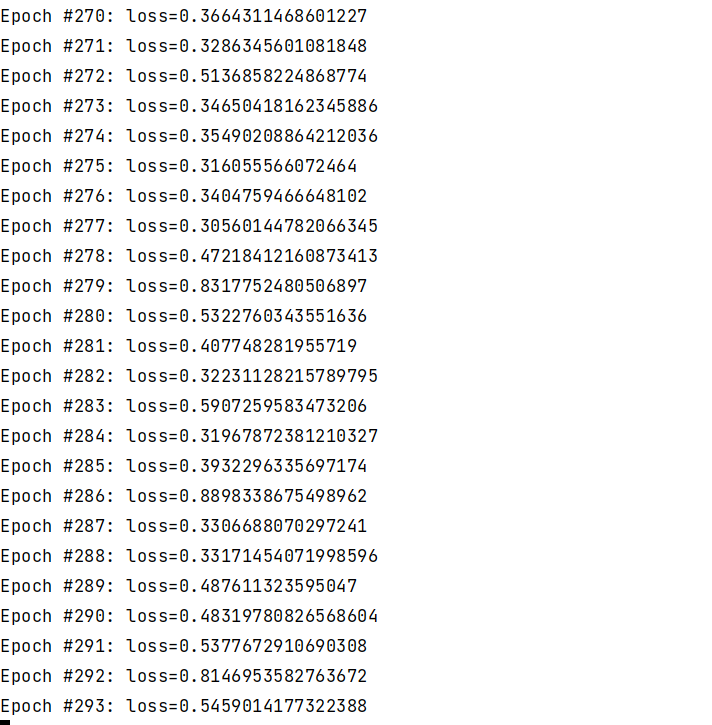 Epoch #270: loss=0.3664311468601227
Epoch #271: loss=0.3286345601081848
Epoch #272: loss=0.5136858224868774
Epoch #273: loss=0.34650418162345886
Epoch #274: loss=0.35490208864212036
Epoch #275: loss=0.316055566072464
Epoch #276: loss=0.3404759466648102
Epoch #277: loss=0.30560144782066345
Epoch #278: loss=0.47218412160873413
Epoch #279: loss=0.8317752480506897
Epoch #280: loss=0.5322760343551636
Epoch #281: loss=0.407748281955719
Epoch #282: loss=0.32231128215789795
Epoch #283: loss=0.5907259583473206
Epoch #284: loss=0.31967872381210327
Epoch #285: loss=0.3932296335697174
Epoch #286: loss=0.8898338675498962
Epoch #287: loss=0.3306688070297241
Epoch #288: loss=0.33171454071998596
Epoch #289: loss=0.487611323595047
Epoch #290: loss=0.48319780826568604
Epoch #291: loss=0.5377672910690308
Epoch #292: loss=0.8146953582763672
Epoch #293: loss=0.5459014177322388